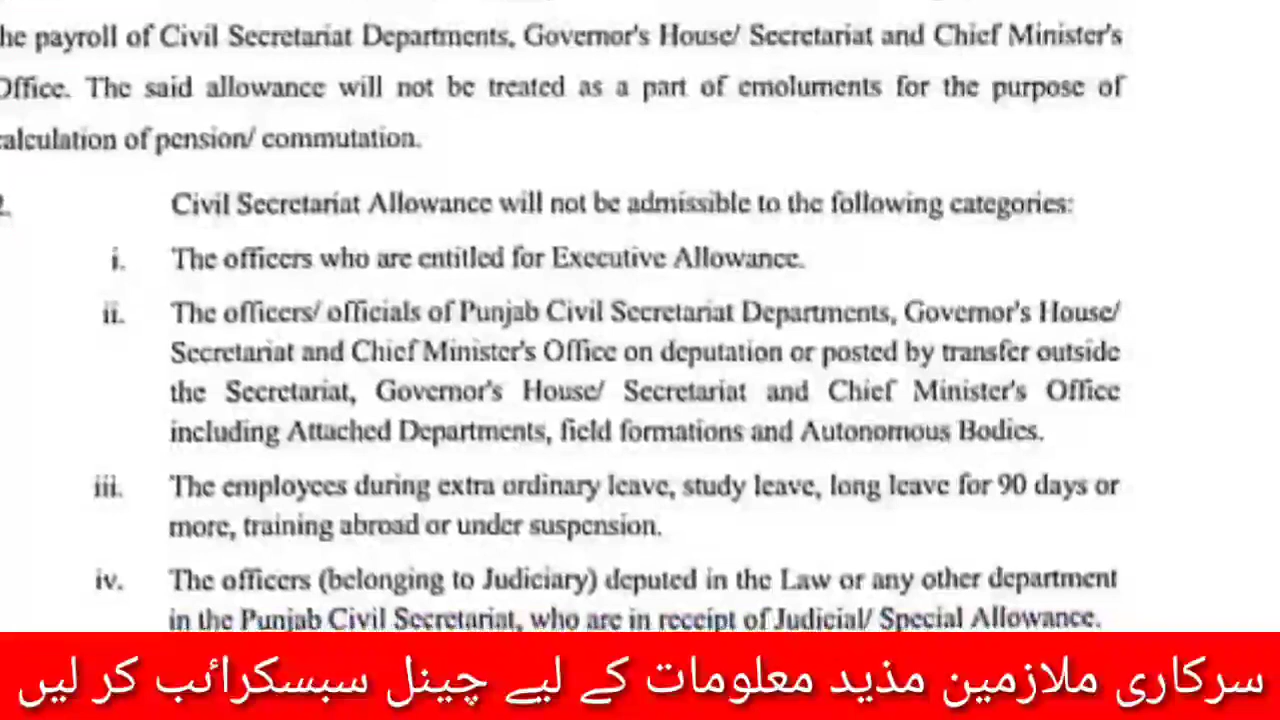 he payroll of Civil Secretariat Departments, Governor's House/ Secretariat and Chief Minister's
Office. The said allowance will not be treated as a part of emoluments for the purpose of
calculation of pension/ commutation.
2. Civil Secretariat Allowance will not be admissible to the following categories:
i. The officers who are entitled for Executive Allowance.
ii. The officers/ officials of Punjab Civil Secretariat Departments, Governor's House/
Secretariat and Chief Minister's Office on deputation or posted by transfer outside
the Secretariat, Governor's House/ Secretariat and Chief Minister's Office
including Attached Departments, field formations and Autonomous Bodies.
iii. The employees during extra ordinary leave, study leave, long leave for 90 days or
more, training abroad or under suspension.
iv. The officers (belonging to Judiciary) deputed in the Law or any other department
in the Punjab Civil Secretariat, who are in receipt of Judicial/ Special Allowance.
سرکاری ملازمین مذید معلومات کے لیے چینل سبسکرائب کر لیں